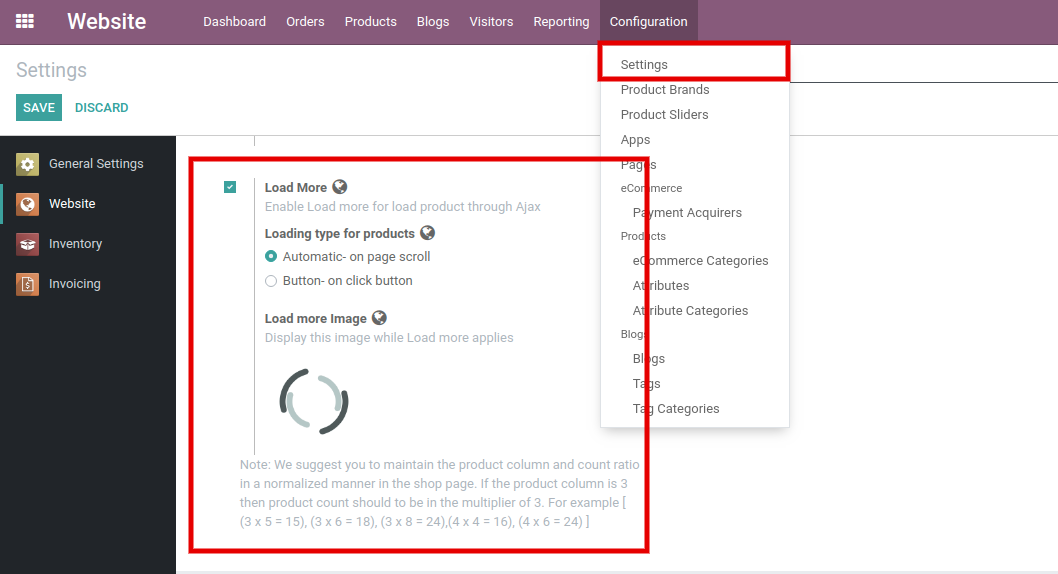 Website
Dashboard Orders Products Blogs Visitors Reporting Configuration
Settings
SAVE DISCARD
Settings
Product Brands
Product Sliders
Apps
Pages
eCommerce
Payment Acquirers
Products
eCommerce Categories
Attributes
Attribute Categories
Blogs
Blogs
Tags
Tag Categories
General Settings
Website
Inventory
Invoicing
Load More
Enable Load more for load product through Ajax
Loading type for products
Automatic- on page scroll
Button- on click button
Load more Image
Display this image while Load more applies
Note: We suggest you to maintain the product column and count ratio
in a normalized manner in the shop page. If the product column is 3
then product count should to be in the multiplier of 3. For example [
(3 x 5 = 15), (3 x 6 = 18), (3 x 8 = 24),(4 x 4 = 16), (4 x 6 = 24) ]